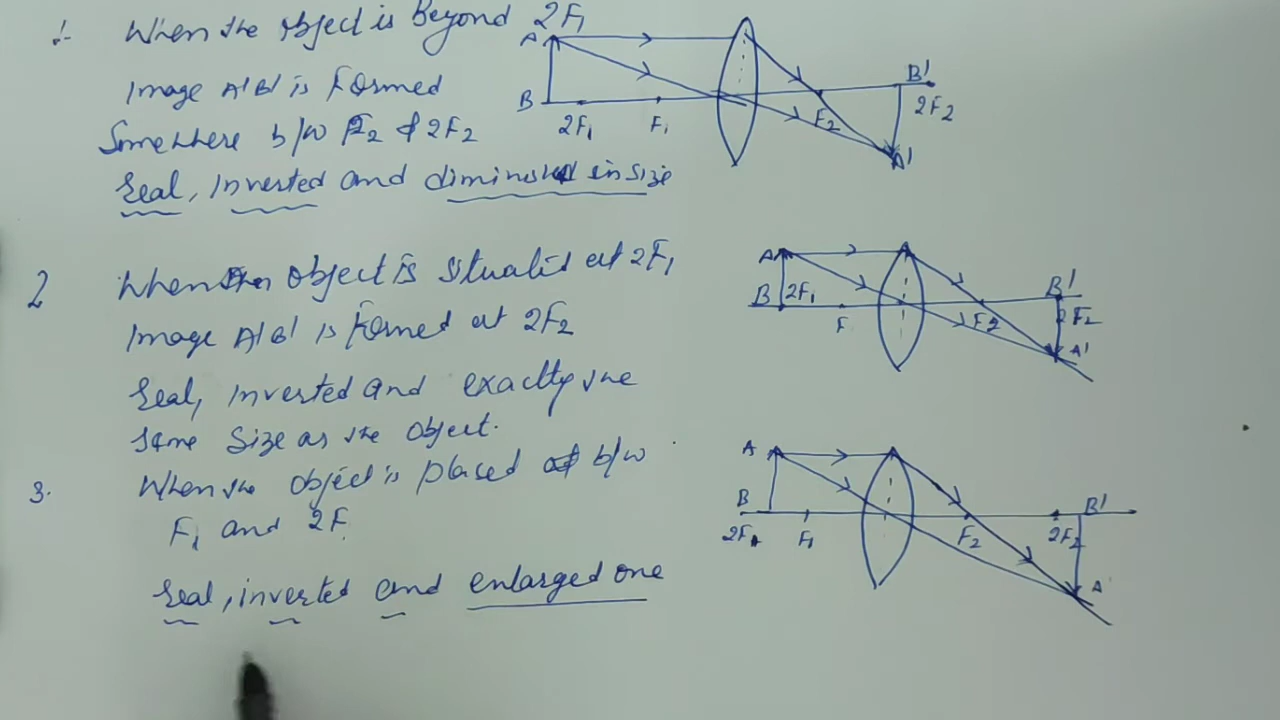 1. When the object is Beyond 2F1
Image A'B' is Formed
Somewhere b/w F2 & 2F2
Real, Inverted and diminished in size
A
B
2F1
F1
F2
B'
2F2
A'
2 When the object is situated at 2F1
Image A'B' is formed at 2F2
Real, Inverted and exactly the
same size as the object.
A
B
2F1
F
F2
B'
2F2
A'
3. When the object is placed b/w
F1 and 2F
Real, inverted and enlarged one
A
B
2F1
F1
F2
2F2
B'
A'